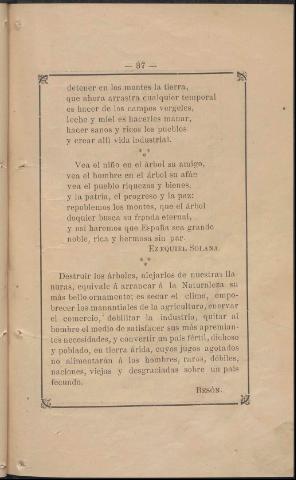 — 87 —
detener en los montes la tierra,
que ahora arrastra cualquier temporal
es hacer de los campos vergeles,
leche y miel es hacerles manar,
hacer sanos y ricos los pueblos
y crear allí vida industrial.
* * *
Vea el niño en el árbol su amigo,
vea el hombre en el árbol su afán
vea el pueblo riquezas y bienes,
y la patria, el progreso y la paz:
repoblemos los montes, que el árbol
doquier busca su fronda eternal,
y así haremos que España sea grande
noble, rica y hermosa sin par.
Ezequiel Solana.
* * *
Destruir los árboles, alejarlos de nuestras lla
nuras, equivale á arrancar á la Naturaleza su
más bello ornamento; es secar el clima, empo-
brecer los manantiales de la agricultura, enervar
el comercio, debilitar la industria, quitar al
hombre el medio de satisfacer sus más apremian-
tes necesidades, y convertir un país fértil, dichoso
y poblado, en tierra árida, cuyos jugos agotados
no alimentarán á los hombres, raros, débiles,
naciones, viejas y desgraciadas sobre un país
fecundo.
Besón.